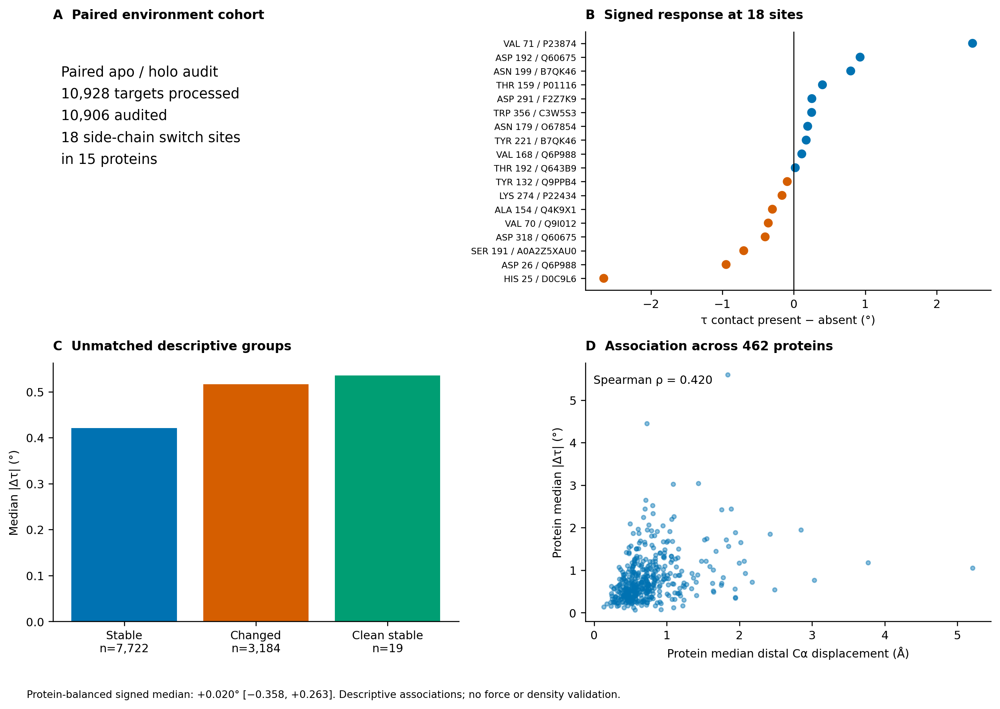 A  Paired environment cohort
Paired apo / holo audit
10,928 targets processed
10,906 audited
18 side-chain switch sites
in 15 proteins
B  Signed response at 18 sites
VAL 71 / P23874
ASP 192 / Q60675
ASN 199 / B7QK46
THR 159 / P01116
ASP 291 / F2Z7K9
TRP 356 / C3W5S3
ASN 179 / O67854
TYR 221 / B7QK46
VAL 168 / Q6P988
THR 192 / Q643B9
TYR 132 / Q9PPB4
LYS 274 / P22434
ALA 154 / Q4K9X1
VAL 70 / Q9I012
ASP 318 / Q60675
SER 191 / A0A2Z5XAU0
ASP 26 / Q6P988
HIS 25 / D0C9L6
−2 −1 0 1 2
τ contact present − absent (°)
C  Unmatched descriptive groups
Median |Δτ| (°)
0.5
0.4
0.3
0.2
0.1
0.0
Stable
n=7,722
Changed
n=3,184
Clean stable
n=19
D  Association across 462 proteins
Spearman ρ = 0.420
Protein median |Δτ| (°)
5
4
3
2
1
0
0 1 2 3 4 5
Protein median distal Cα displacement (Å)
Protein-balanced signed median: +0.020° [−0.358, +0.263]. Descriptive associations; no force or density validation.